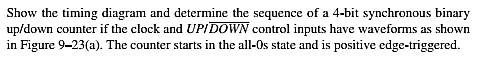 Show the timing diagram and determine the sequence of a 4-bit synchronous binary
up/down counter if the clock and UP/DOWN control inputs have waveforms as shown
in Figure 9–23(a). The counter starts in the all-0s state and is positive edge-triggered.